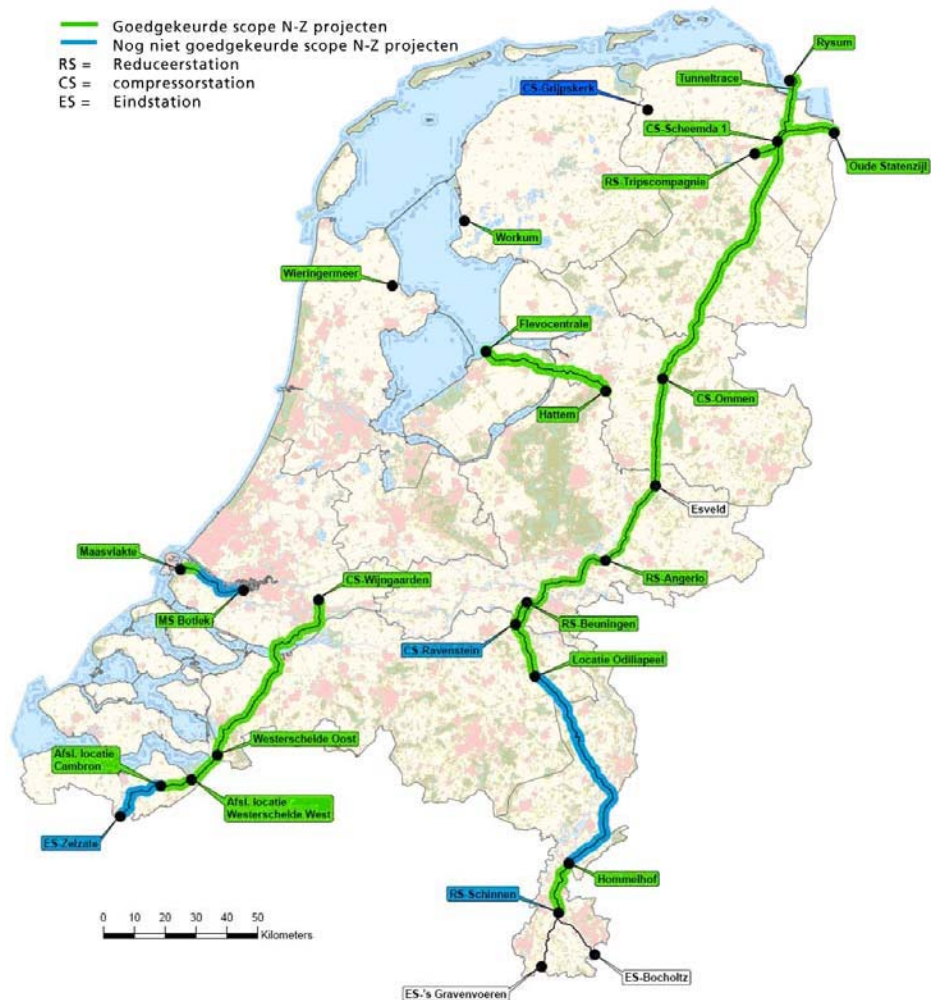 Goedgekeurde scope N-Z projecten
Nog niet goedgekeurde scope N-Z projecten
RS = Reduceerstation
CS = compressorstation
ES = Eindstation
Rysum
Tunneltrace
CS-Grijpskerk
CS-Scheemda 1
Oude Statenzijl
RS-Tripscompagnie
Workum
Wieringermeer
Flevocentrale
Hattem
CS-Ommen
Esveld
Maasvlakte
CS-Wijngaarden
RS-Angerlo
MS Botlek
RS-Beuningen
CS-Ravenstein
Locatie Odiliapeel
Westerschelde Oost
Afsl. locatie
Cambron
Afsl. locatie
Westerschelde West
ES-Zelzate
Hommelhof
RS-Schinnen
0 10 20 30 40 50
Kilometers
ES-Bocholtz
ES-'s Gravenvoeren